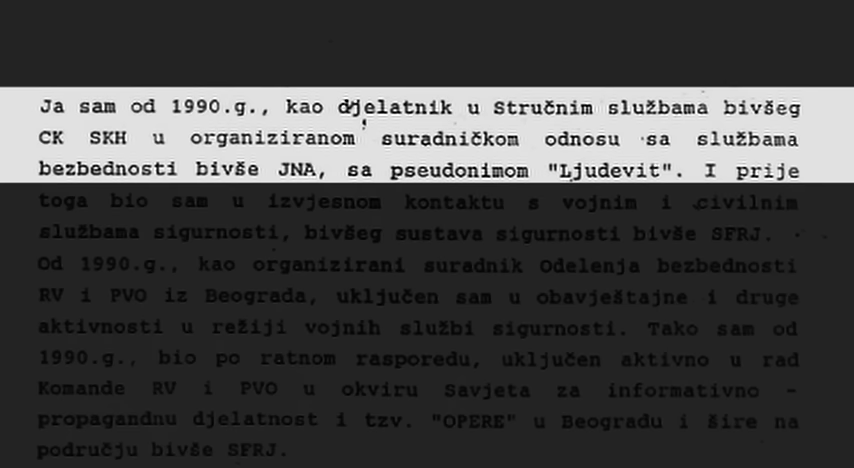 Ja sam od 1990.g., kao djelatnik u Stručnim službama bivšeg
CK SKH u organiziranom suradničkom odnosu sa službama
bezbednosti bivše JNA, sa pseudonimom "Ljudevit". I prije
toga bio sam u izvjesnom kontaktu s vojnim i civilnim
službama sigurnosti, bivšeg sustava sigurnosti bivše SFRJ.
Od 1990.g., kao organizirani suradnik Odelenja bezbednosti
RV i PVO iz Beograda, uključen sam u obavještajne i druge
aktivnosti u režiji vojnih službi sigurnosti. Tako sam od
1990.g., bio po ratnom rasporedu, uključen aktivno u rad
Komande RV i PVO u okviru Savjeta za informativno -
propagandnu djelatnost i tzv. "OPERE" u Beogradu i šire na
području bivše SFRJ.